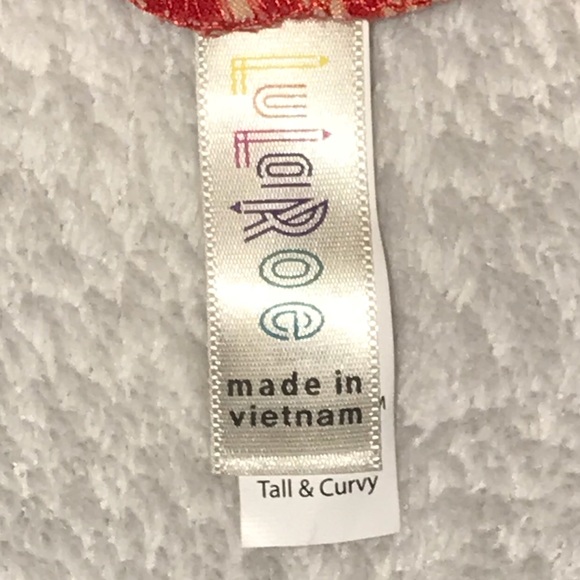 LuLaRoe
made in
vietnam
Tall & Curvy